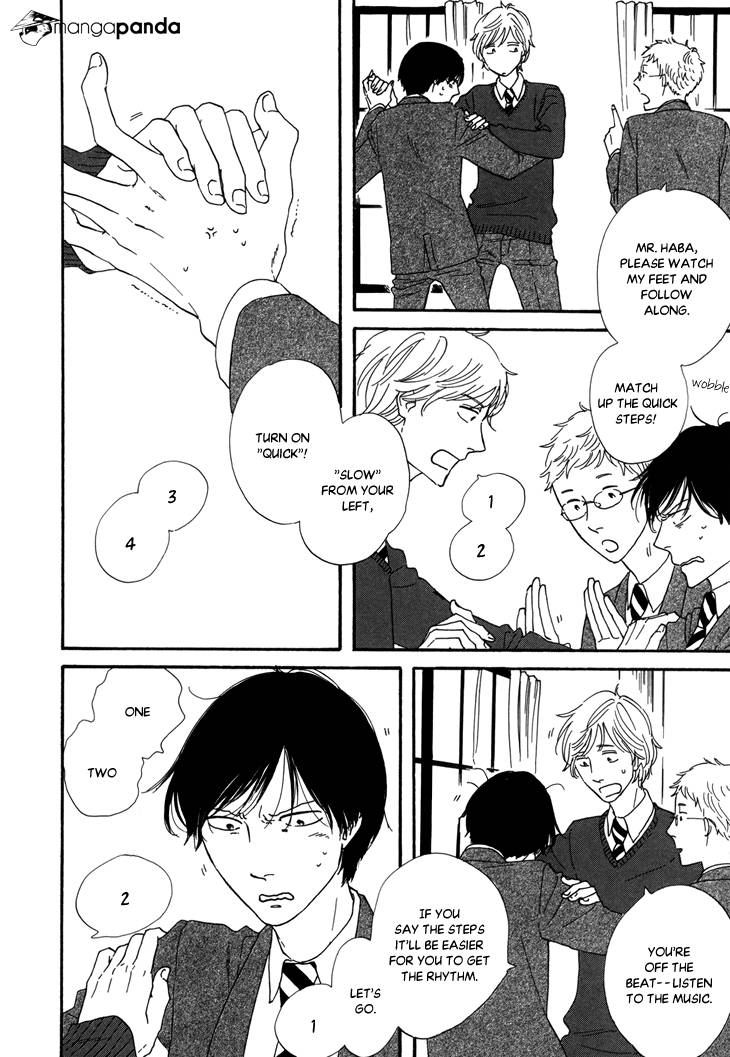 mangapanda
MR. HABA,
PLEASE WATCH
MY FEET AND
FOLLOW
ALONG.
MATCH
UP THE QUICK
STEPS!
wobble
1
2
"SLOW"
FROM YOUR
LEFT,
TURN ON
"QUICK"!
3
4
YOU'RE
OFF THE
BEAT--LISTEN
TO THE MUSIC.
IF YOU
SAY THE STEPS
IT'LL BE EASIER
FOR YOU TO GET
THE RHYTHM.
LET'S
GO.
1
2
ONE
TWO